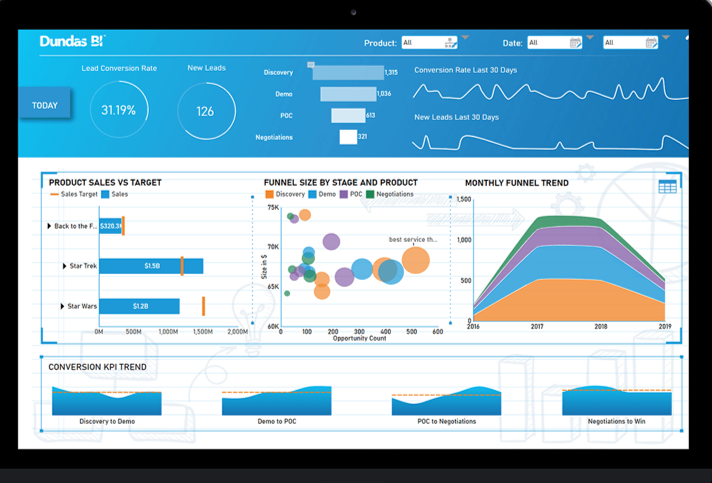 Dundas BI
Product: All Date: All All
Lead Conversion Rate
31.19%
New Leads
126
TODAY
Discovery 1,315
Demo 1,036
POC 613
Negotiations 321
Conversion Rate Last 30 Days
New Leads Last 30 Days
PRODUCT SALES VS TARGET
Sales Target Sales
Back to the F... $320.3
Star Trek $1.5B
Star Wars $1.2B
0M 500M 1,000M 1,500M 2,000M
FUNNEL SIZE BY STAGE AND PRODUCT
Discovery Demo POC Negotiations
Size in $
75K
70K
65K
60K
best service th...
0 100 200 300 400 500 600
Opportunity Count
MONTHLY FUNNEL TREND
1,500
1,000
500
0
2016 2017 2018 2019
CONVERSION KPI TREND
Discovery to Demo
Demo to POC
POC to Negotiations
Negotiations to Win